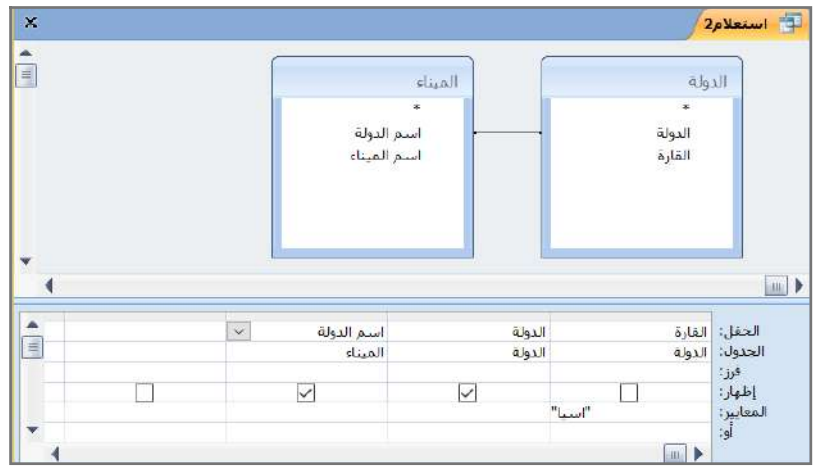 استعلام2
الدولة
*
الدولة
القارة
الميناء
*
اسم الدولة
اسم الميناء
الحقل: القارة الدولة اسم الدولة
الجدول: الدولة الدولة الميناء
فرز:
إظهار:
المعايير: "اسيا"
أو: